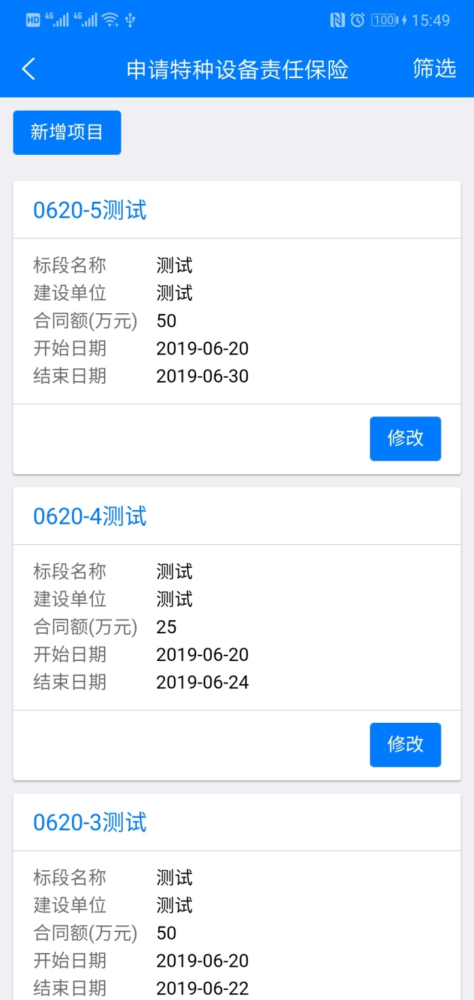 HD 4G 4G 100 15:49
申请特种设备责任保险 筛选
新增项目
0620-5测试
标段名称 测试
建设单位 测试
合同额(万元) 50
开始日期 2019-06-20
结束日期 2019-06-30
修改
0620-4测试
标段名称 测试
建设单位 测试
合同额(万元) 25
开始日期 2019-06-20
结束日期 2019-06-24
修改
0620-3测试
标段名称 测试
建设单位 测试
合同额(万元) 50
开始日期 2019-06-20
结束日期 2019-06-22